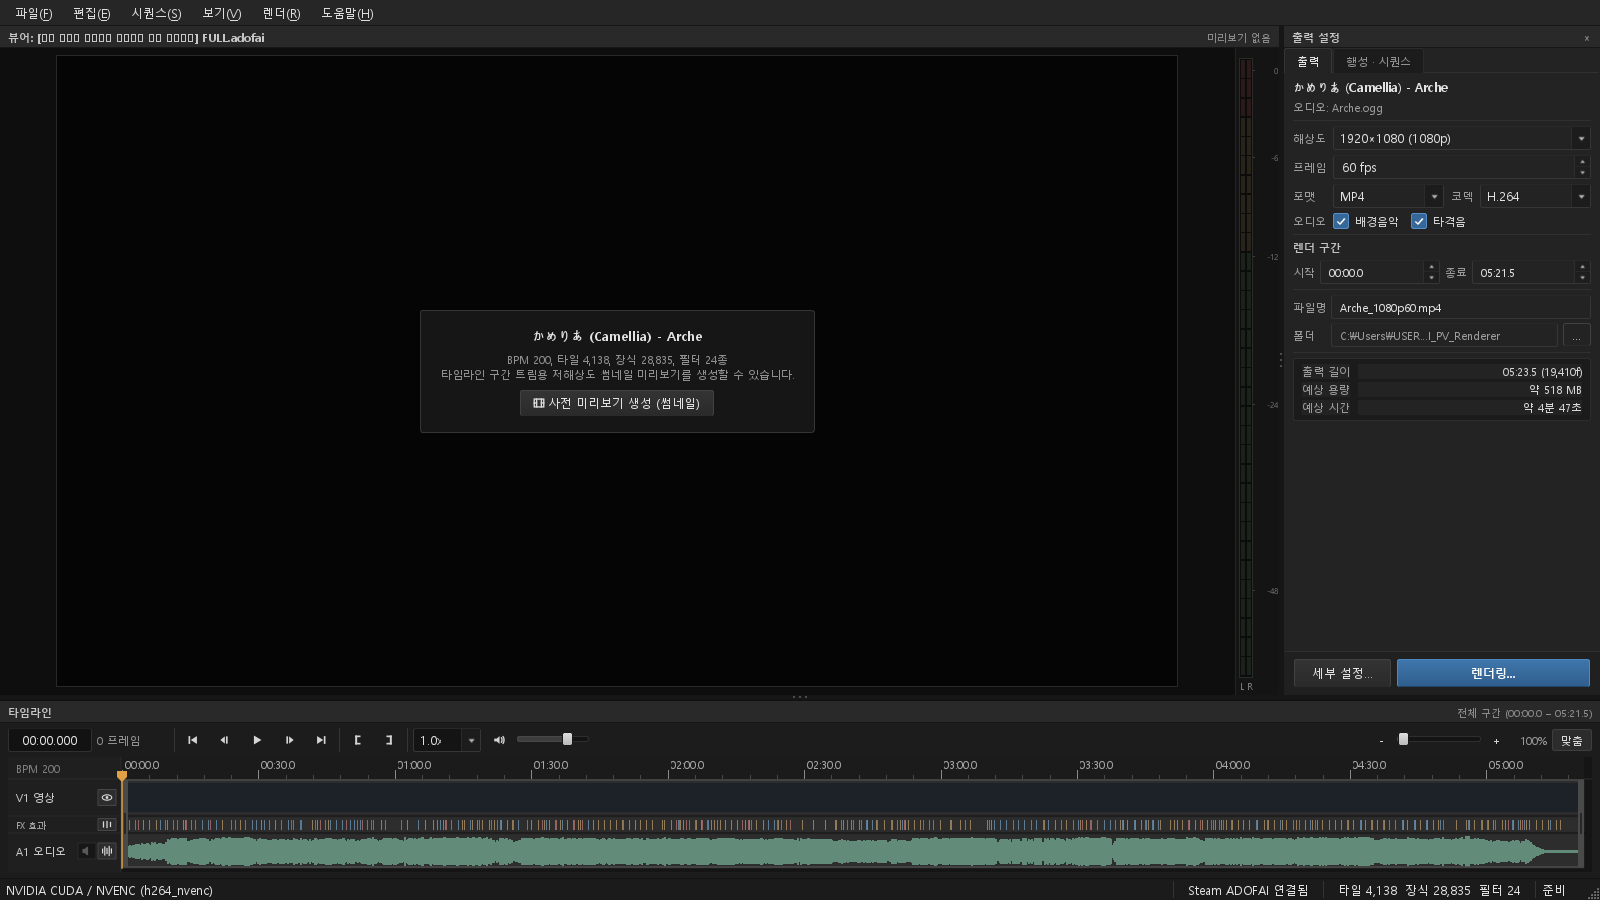 파일(F) 편집(E) 시퀀스(S) 보기(V) 렌더(R) 도움말(H)
뷰어: [□□ □□□ □□□□ □□□□ □□ □□□□] FULL.adofai
미리보기 없음
0
-6
-12
-24
-48
L R
かめりあ (Camellia) - Arche
BPM 200, 타일 4,138, 장식 28,835, 필터 24종
타임라인 구간 트림용 저해상도 썸네일 미리보기를 생성할 수 있습니다.
사전 미리보기 생성 (썸네일)
출력 설정 ×
출력 행성 · 시퀀스
かめりあ (Camellia) - Arche
오디오: Arche.ogg
해상도 1920×1080 (1080p)
프레임 60 fps
포맷 MP4 코덱 H.264
오디오 배경음악 타격음
렌더 구간
시작 00:00.0 종료 05:21.5
파일명 Arche_1080p60.mp4
폴더 C:₩Users₩USER...I_PV_Renderer ...
출력 길이 05:23.5 (19,410f)
예상 용량 약 518 MB
예상 시간 약 4분 47초
세부 설정... 렌더링...
타임라인 전체 구간 (00:00.0 – 05:21.5)
00:00.000 0 프레임 1.0x - + 100% 맞춤
BPM 200 00:00.0 00:30.0 01:00.0 01:30.0 02:00.0 02:30.0 03:00.0 03:30.0 04:00.0 04:30.0 05:00.0
V1 영상
FX 효과
A1 오디오
NVIDIA CUDA / NVENC (h264_nvenc) Steam ADOFAI 연결됨 타일 4,138 장식 28,835 필터 24 준비